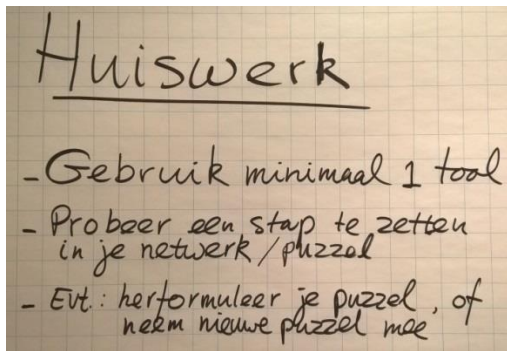 Huiswerk
- Gebruik minimaal 1 tool
- Probeer een stap te zetten
in je netwerk/puzzel
- Evt.: herformuleer je puzzel, of
neem nieuwe puzzel mee